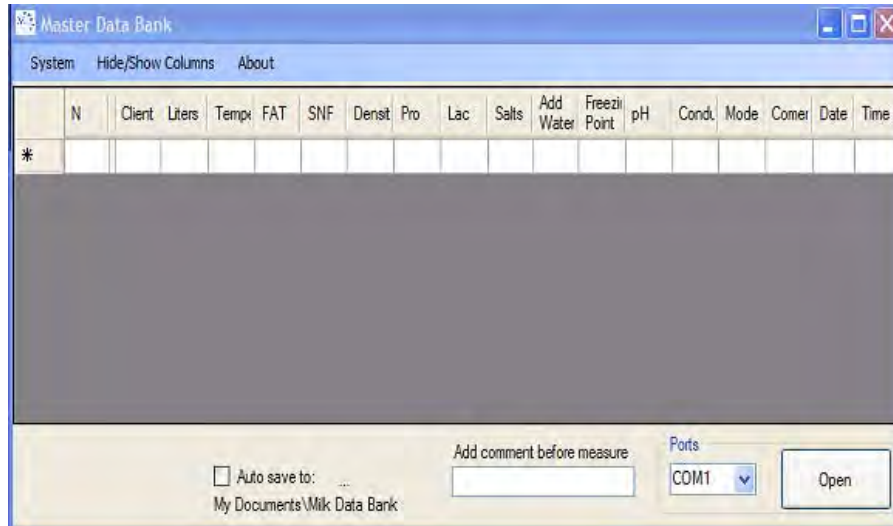 Master Data Bank
System Hide/Show Columns About
N Client Liters Tempe FAT SNF Densit Pro Lac Salts Add Water Freezin Point pH Condu Mode Comer Date Time
*
Add comment before measure
Ports
Auto save to: ...
COM1
Open
My Documents\Milk Data Bank